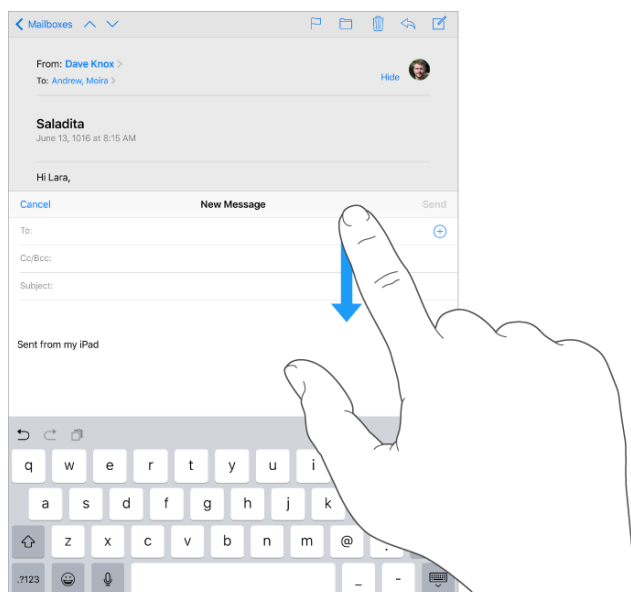 Mailboxes
From: Dave Knox
To: Andrew, Moira
Hide
Saladita
June 13, 1016 at 8:15 AM
Hi Lara,
Cancel New Message Send
To:
Cc/Bcc:
Subject:
Sent from my iPad
q w e r t y u i
a s d f g h j k
z x c v b n m @ .
.?123 _ -